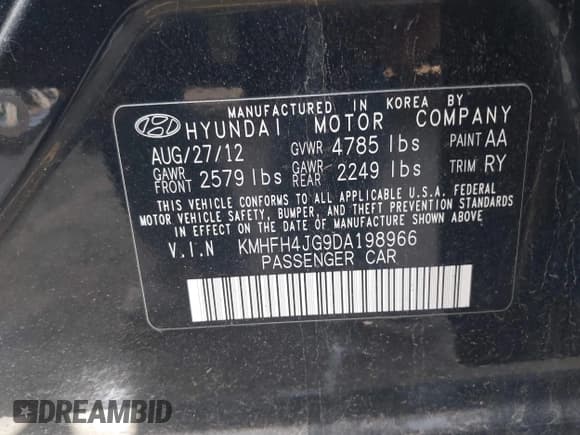 MANUFACTURED IN KOREA BY
HYUNDAI MOTOR COMPANY
AUG/27/12 GVWR 4785 lbs PAINT AA
GAWR FRONT 2579 lbs GAWR REAR 2249 lbs TRIM RY
THIS VEHICLE CONFORMS TO ALL APPLICABLE U.S.A. FEDERAL
MOTOR VEHICLE SAFETY, BUMPER, AND THEFT PREVENTION STANDARDS
IN EFFECT ON THE DATE OF MANUFACTURE SHOWN ABOVE.
V.I.N KMHFH4JG9DA198966
PASSENGER CAR
DREAMBID